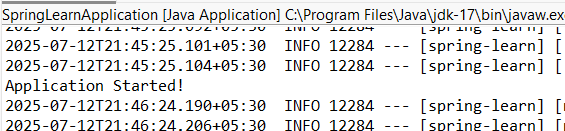 SpringLearnApplication [Java Application] C:\Program Files\Java\jdk-17\bin\javaw.exe
2025-07-12T21:45:25.092+05:30  INFO 12284 --- [spring-learn] [
2025-07-12T21:45:25.101+05:30  INFO 12284 --- [spring-learn] [
2025-07-12T21:45:25.104+05:30  INFO 12284 --- [spring-learn] [
Application Started!
2025-07-12T21:46:24.190+05:30  INFO 12284 --- [spring-learn] [n
2025-07-12T21:46:24.206+05:30  INFO 12284 --- [spring-learn] [n